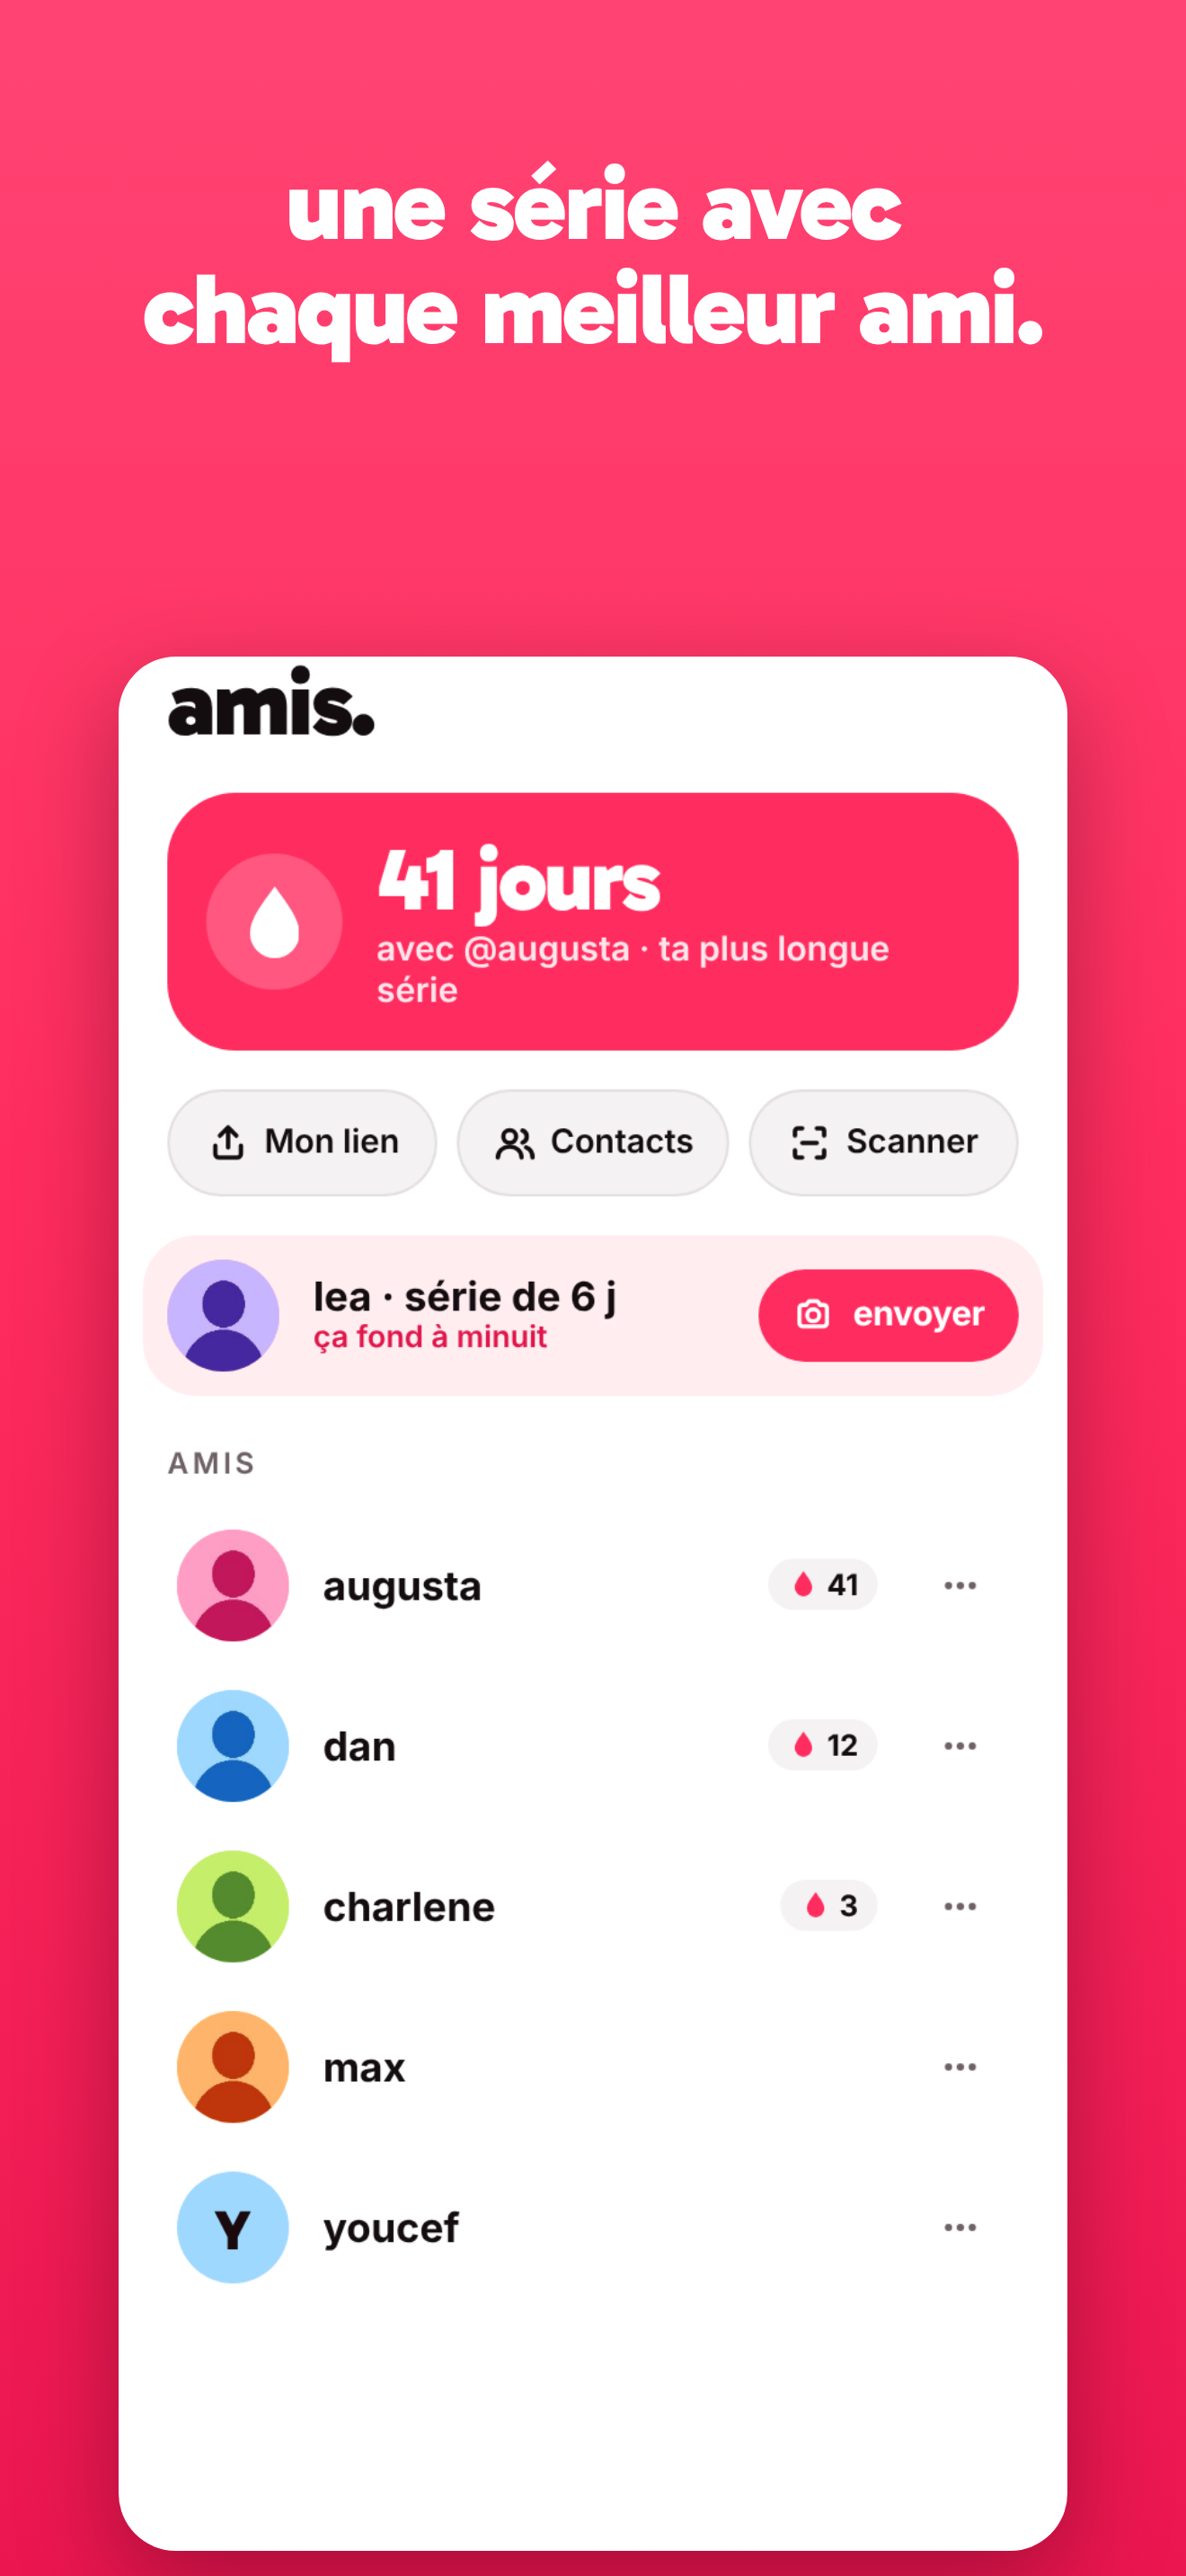 une série avec
chaque meilleur ami.
amis.
41 jours
avec @augusta · ta plus longue
série
Mon lien
Contacts
Scanner
lea · série de 6 j
ça fond à minuit
envoyer
AMIS
augusta
41
dan
12
charlene
3
max
Y
youcef